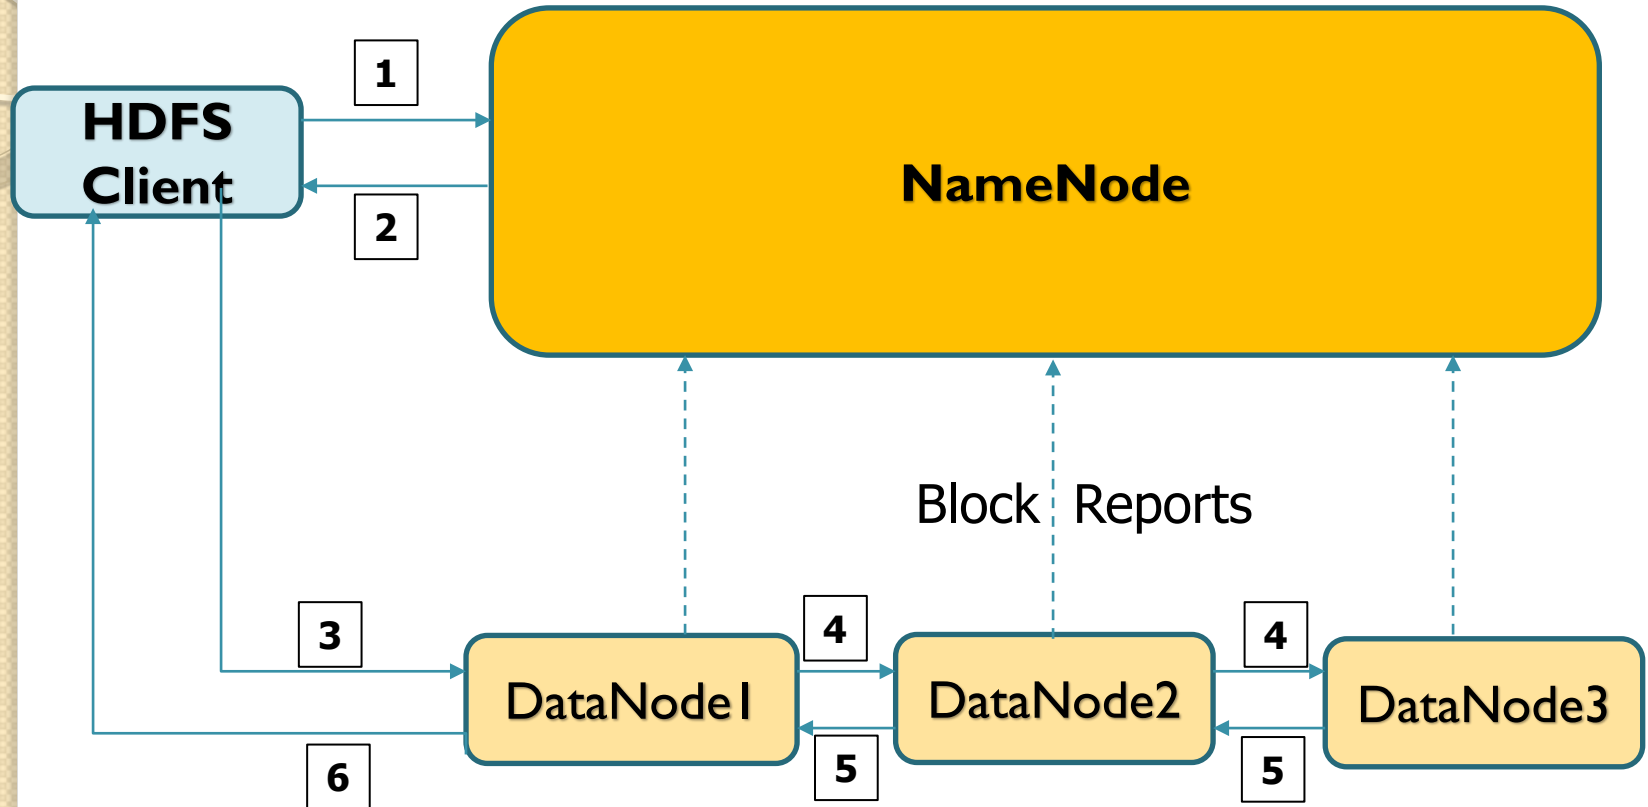 1
HDFS
Client
NameNode
2
Block Reports
3
4
4
DataNode1
DataNode2
DataNode3
6
5
5